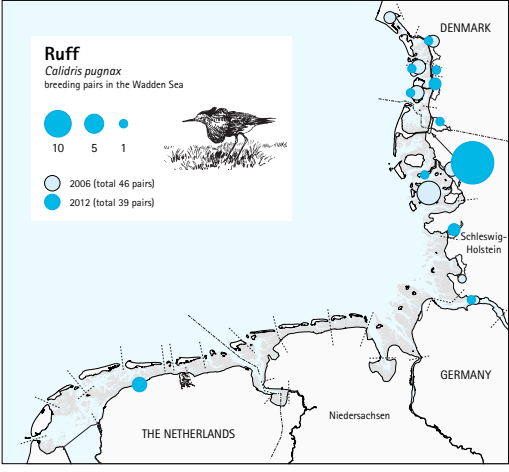 DENMARK
Ruff
Calidris pugnax
breeding pairs in the Wadden Sea
10 5 1
2006 (total 46 pairs)
2012 (total 39 pairs)
Schleswig-
Holstein
GERMANY
Niedersachsen
THE NETHERLANDS